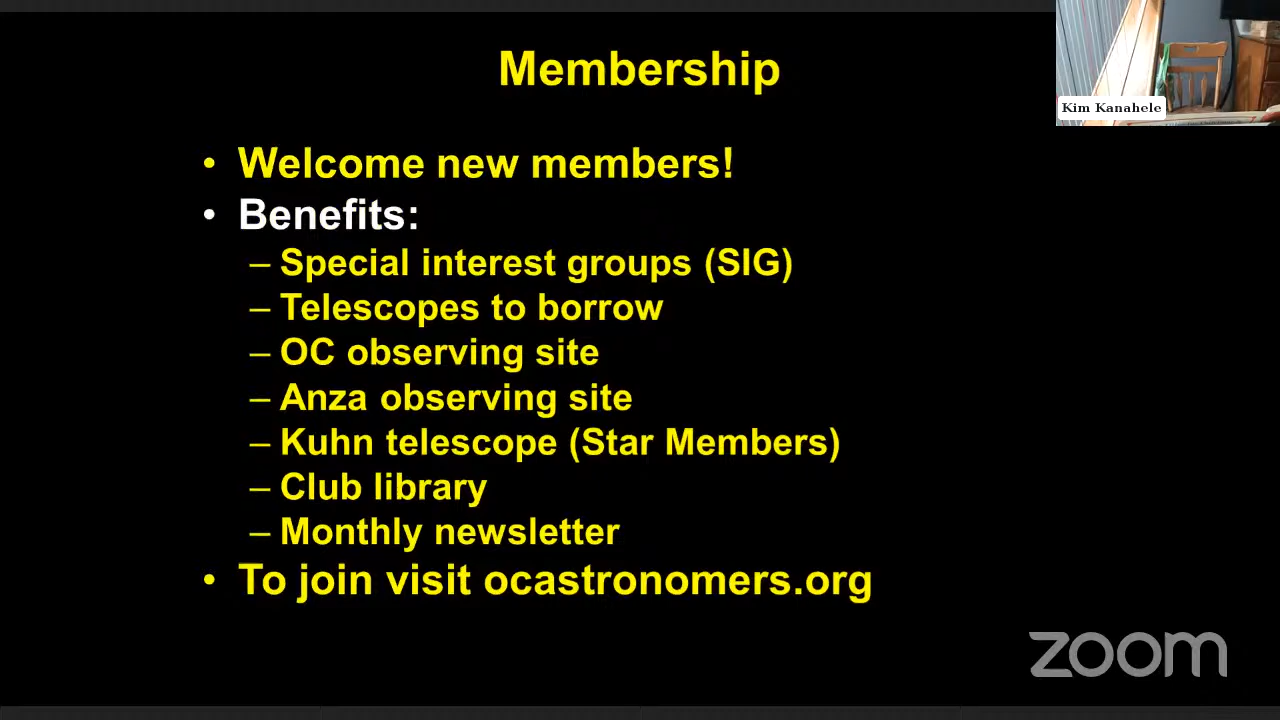 Membership
Kim Kanahele
• Welcome new members!
• Benefits:
– Special interest groups (SIG)
– Telescopes to borrow
– OC observing site
– Anza observing site
– Kuhn telescope (Star Members)
– Club library
– Monthly newsletter
• To join visit ocastronomers.org
zoom